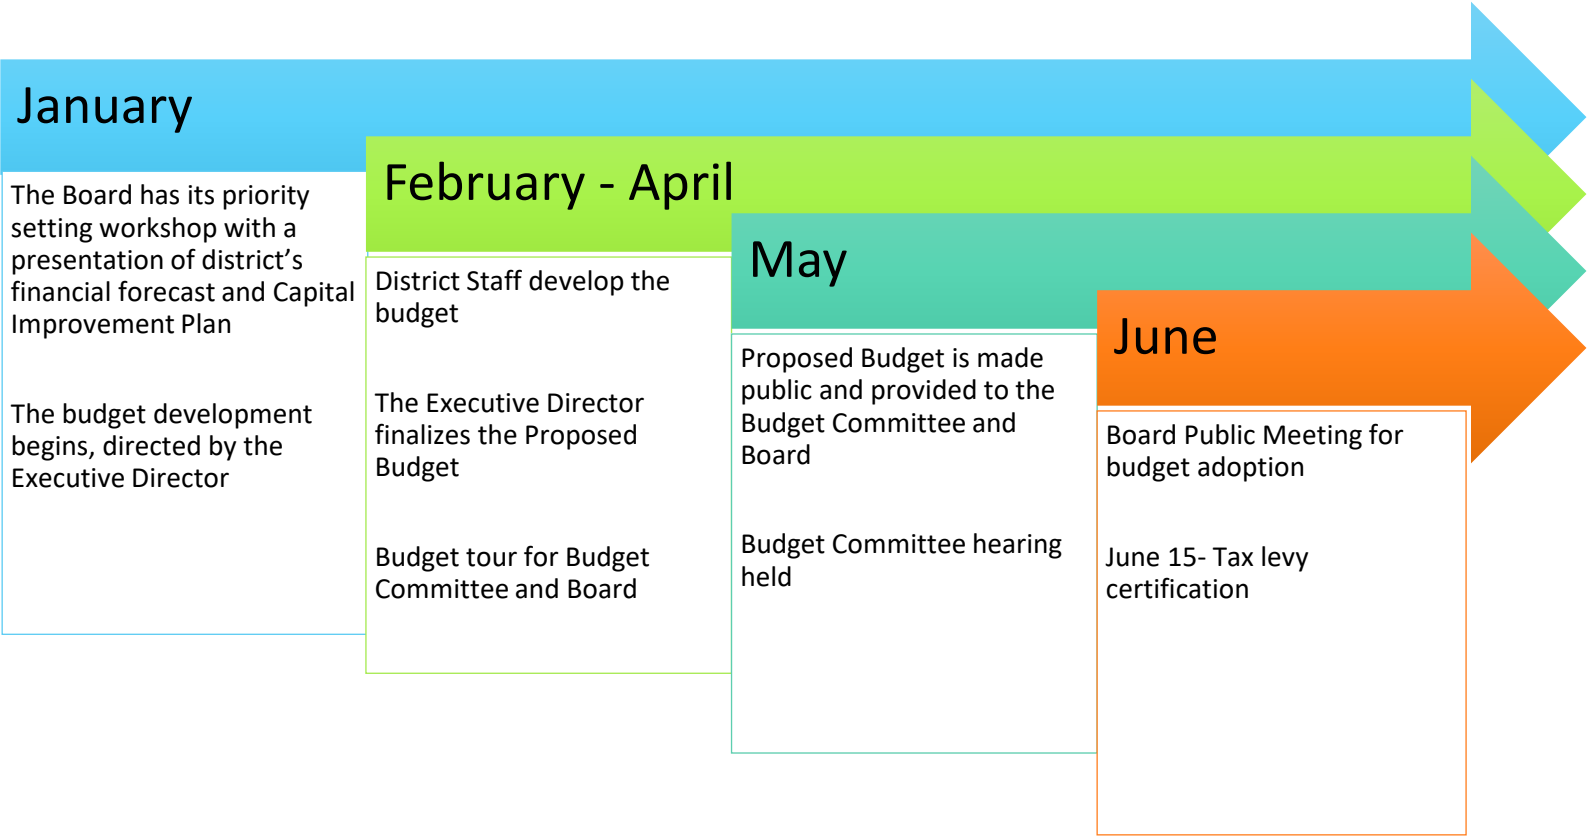 January
The Board has its priority
setting workshop with a
presentation of district’s
financial forecast and Capital
Improvement Plan
The budget development
begins, directed by the
Executive Director
February - April
District Staff develop the
budget
The Executive Director
finalizes the Proposed
Budget
Budget tour for Budget
Committee and Board
May
Proposed Budget is made
public and provided to the
Budget Committee and
Board
Budget Committee hearing
held
June
Board Public Meeting for
budget adoption
June 15- Tax levy
certification